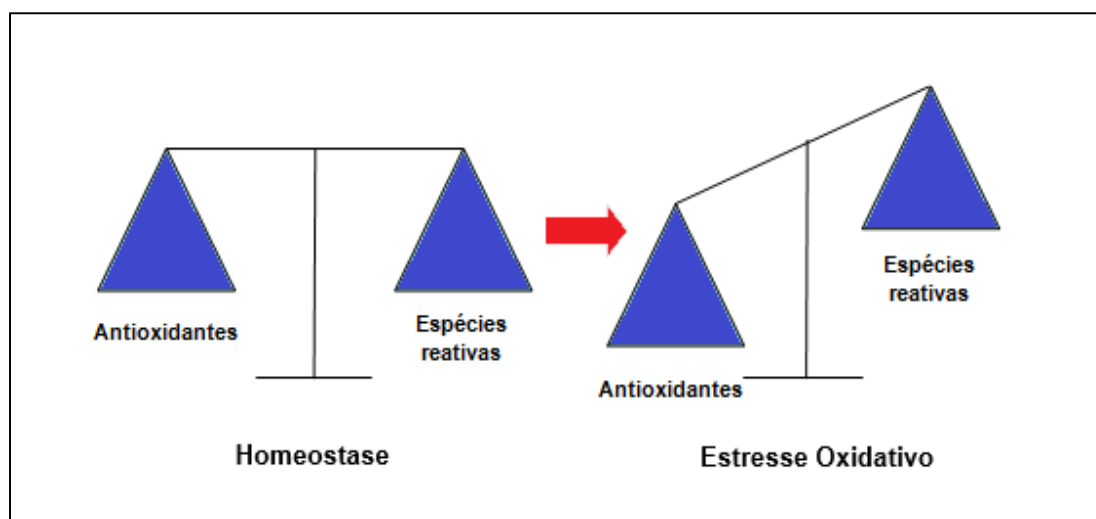 Antioxidantes
Espécies
reativas
Homeostase
Espécies
reativas
Antioxidantes
Estresse Oxidativo